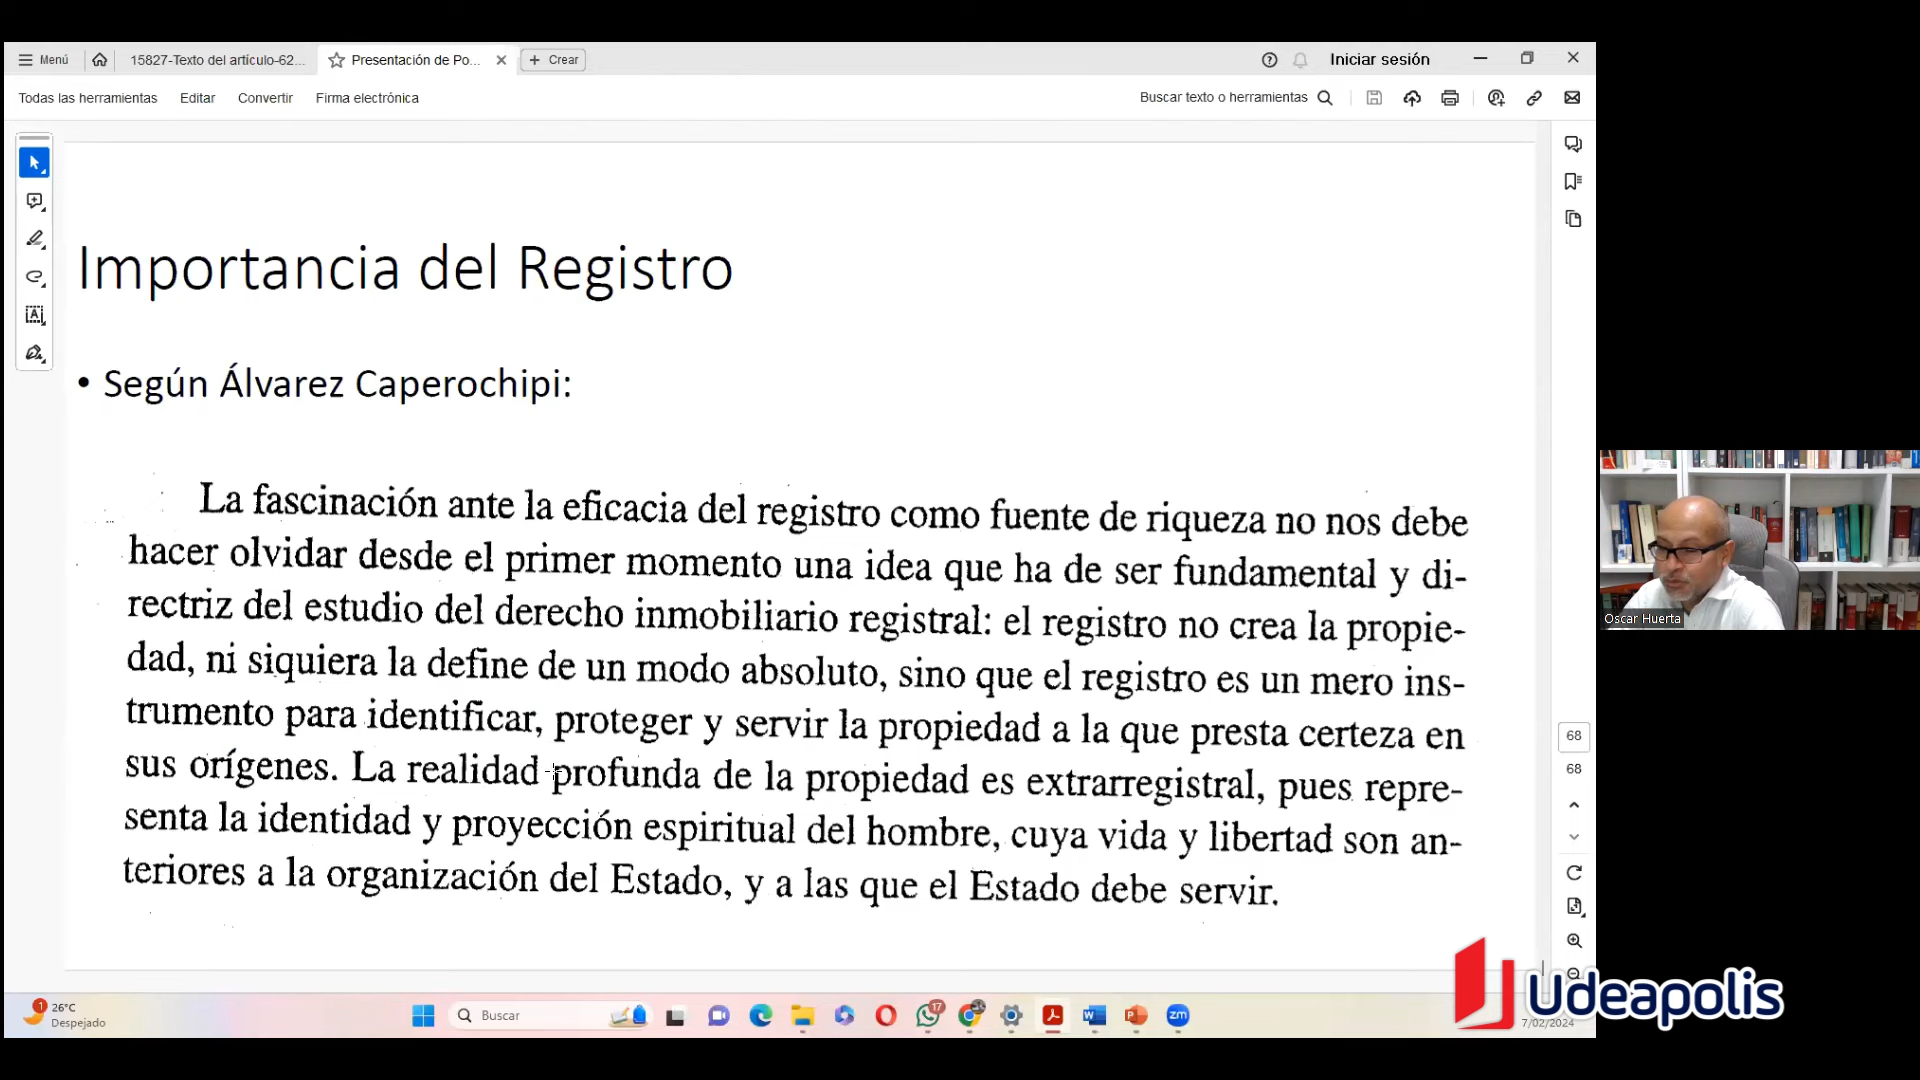 Menú
15827-Texto del artículo-62...
Presentación de Po...
Crear
Iniciar sesión
Todas las herramientas
Editar
Convertir
Firma electrónica
Buscar texto o herramientas
Importancia del Registro
• Según Álvarez Caperochipi:
La fascinación ante la eficacia del registro como fuente de riqueza no nos debe
hacer olvidar desde el primer momento una idea que ha de ser fundamental y di-
rectriz del estudio del derecho inmobiliario registral: el registro no crea la propie-
dad, ni siquiera la define de un modo absoluto, sino que el registro es un mero ins-
trumento para identificar, proteger y servir la propiedad a la que presta certeza en
sus orígenes. La realidad profunda de la propiedad es extrarregistral, pues repre-
senta la identidad y proyección espiritual del hombre, cuya vida y libertad son an-
teriores a la organización del Estado, y a las que el Estado debe servir.
68
68
Oscar Huerta
1
26°C
Despejado
Buscar
17
zm
7/02/2024
Udeapolis